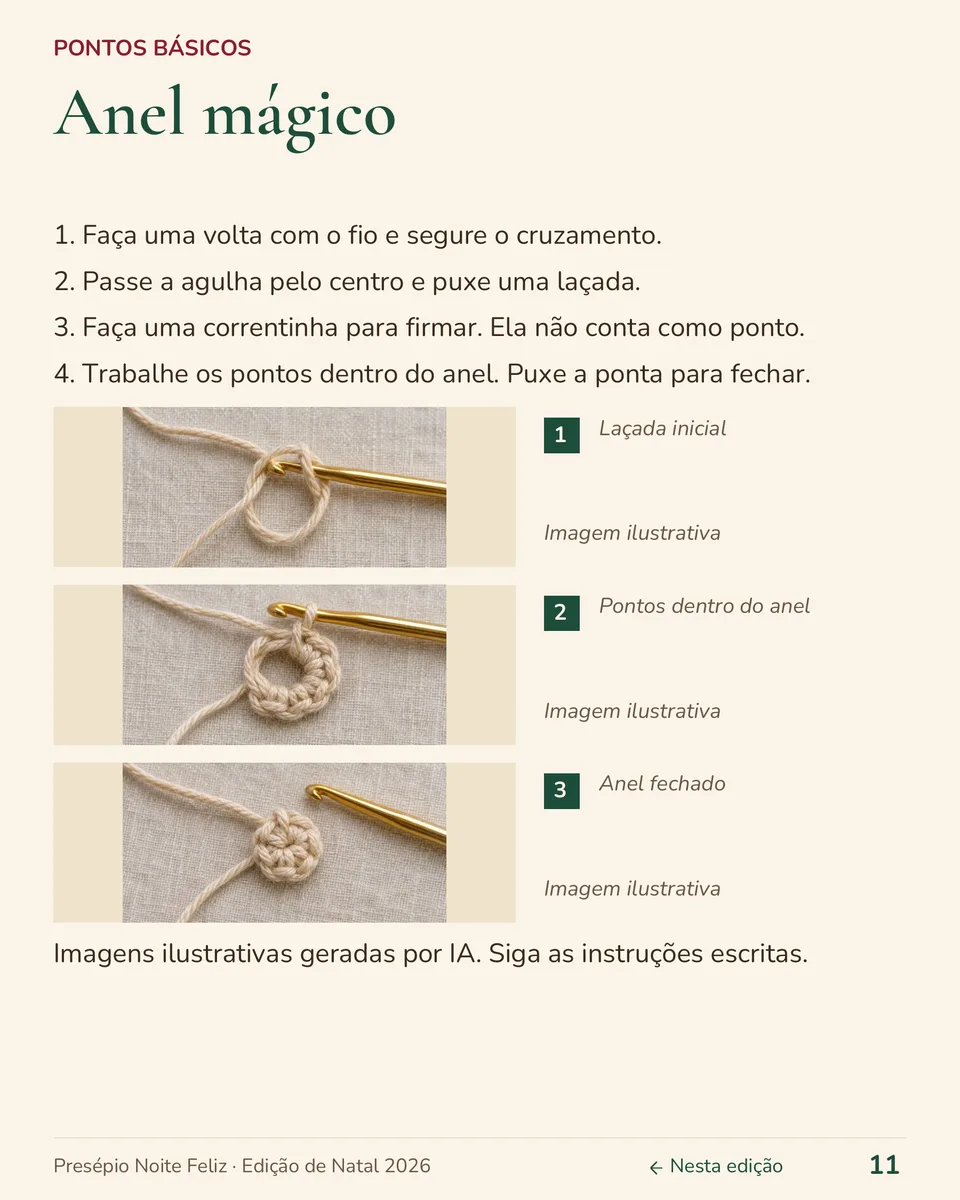 PONTOS BÁSICOS
Anel mágico
1. Faça uma volta com o fio e segure o cruzamento.
2. Passe a agulha pelo centro e puxe uma laçada.
3. Faça uma correntinha para firmar. Ela não conta como ponto.
4. Trabalhe os pontos dentro do anel. Puxe a ponta para fechar.
1 Laçada inicial
Imagem ilustrativa
2 Pontos dentro do anel
Imagem ilustrativa
3 Anel fechado
Imagem ilustrativa
Imagens ilustrativas geradas por IA. Siga as instruções escritas.
Presépio Noite Feliz · Edição de Natal 2026 ← Nesta edição 11